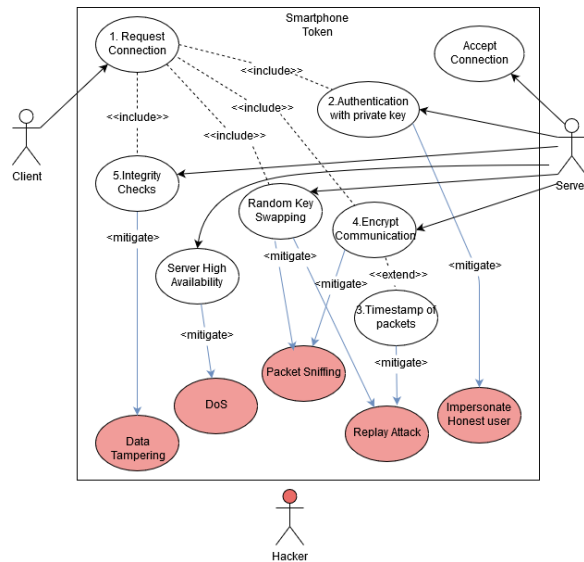 Smartphone
Token
1. Request
Connection
Accept
Connection
<<include>>
2.Authentication
with private key
<<include>>
<<include>>
<<include>>
Client
Server
5.Integrity
Checks
Random Key
Swapping
4.Encrypt
Communication
<mitigate>
Server High
Availability
<mitigate>
<<extend>>
<mitigate>
<mitigate>
3.Timestamp of
packets
<mitigate>
<mitigate>
Packet Sniffing
DoS
Impersonate
Honest user
Data
Tampering
Replay Attack
Hacker